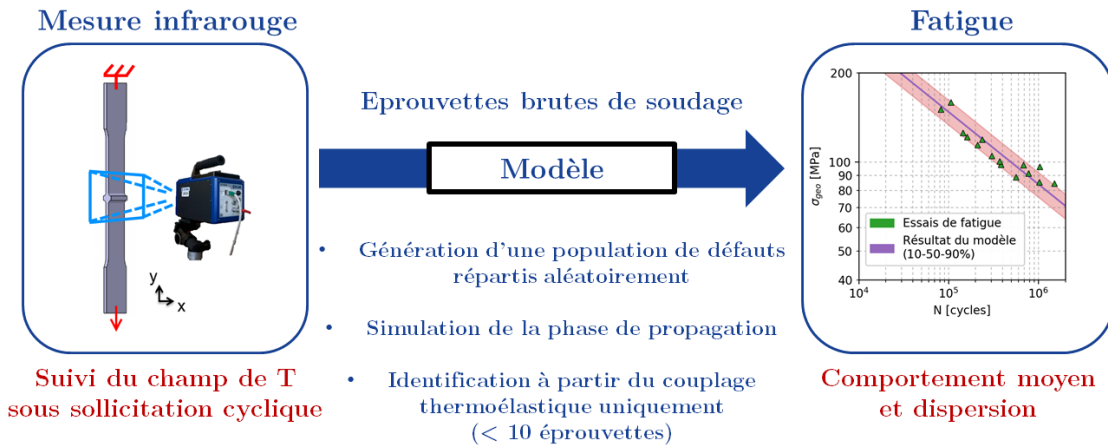 Mesure infrarouge
y
x
Suivi du champ de T
sous sollicitation cyclique
Eprouvettes brutes de soudage
Modèle
• Génération d'une population de défauts
répartis aléatoirement
• Simulation de la phase de propagation
• Identification à partir du couplage
thermoélastique uniquement
(< 10 éprouvettes)
Fatigue
200
100
90
80
70
60
50
40
σgeo [MPa]
Essais de fatigue
Résultat du modèle
(10-50-90%)
10⁴
10⁵
10⁶
N [cycles]
Comportement moyen
et dispersion